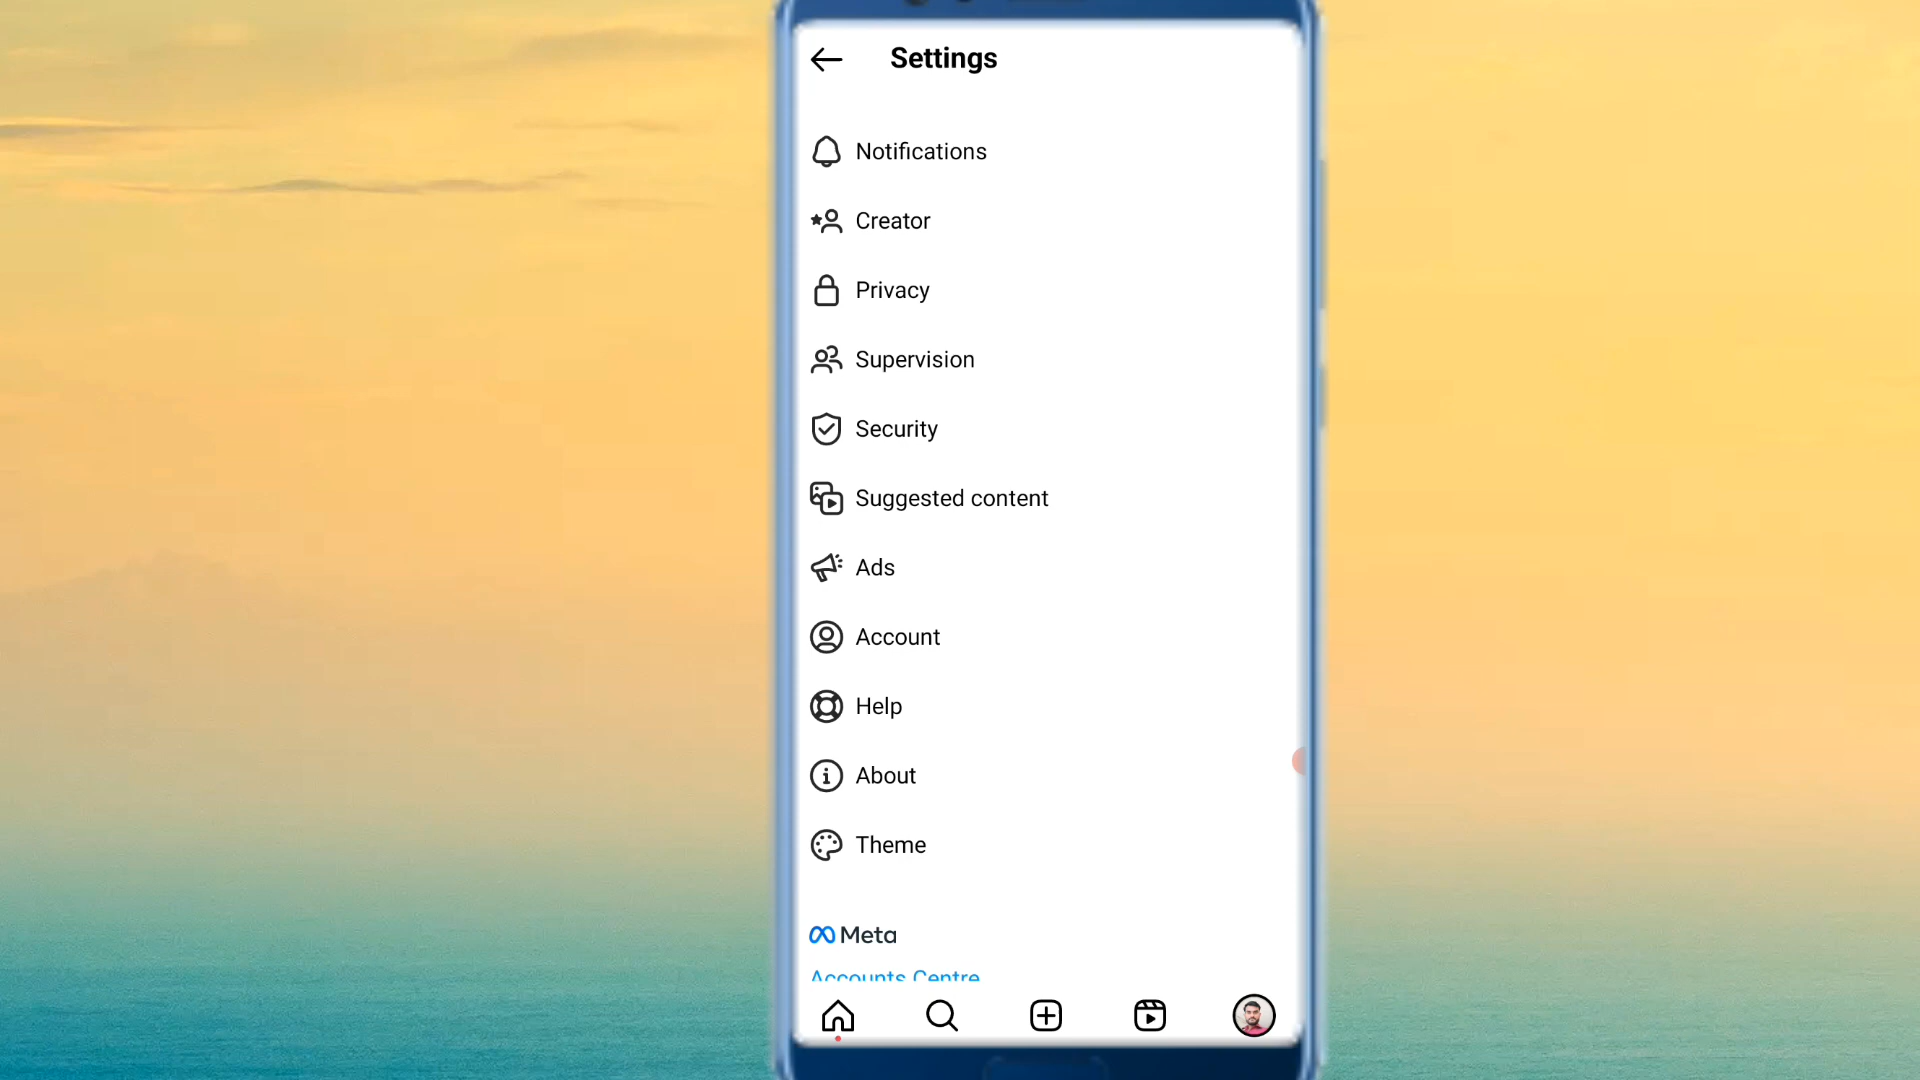 Settings
Notifications
Creator
Privacy
Supervision
Security
Suggested content
Ads
Account
Help
About
Theme
Meta
Accounts Centre